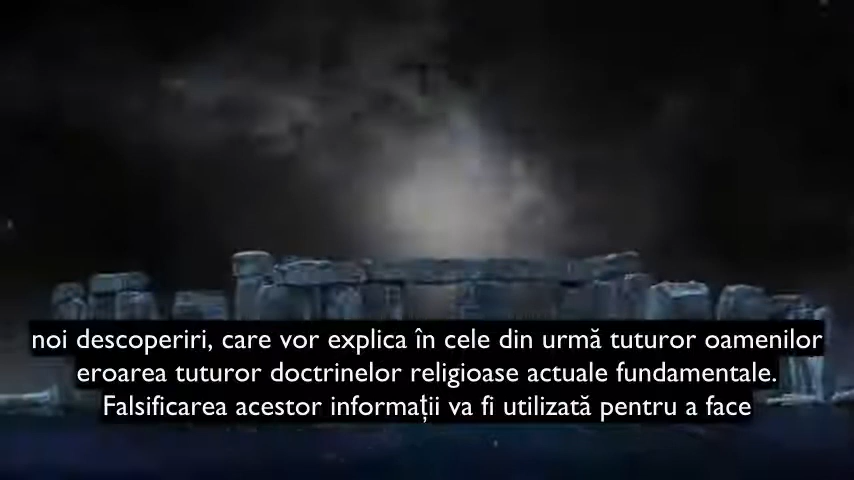 noi descoperiri, care vor explica în cele din urmă tuturor oamenilor
eroarea tuturor doctrinelor religioase actuale fundamentale.
Falsificarea acestor informații va fi utilizată pentru a face